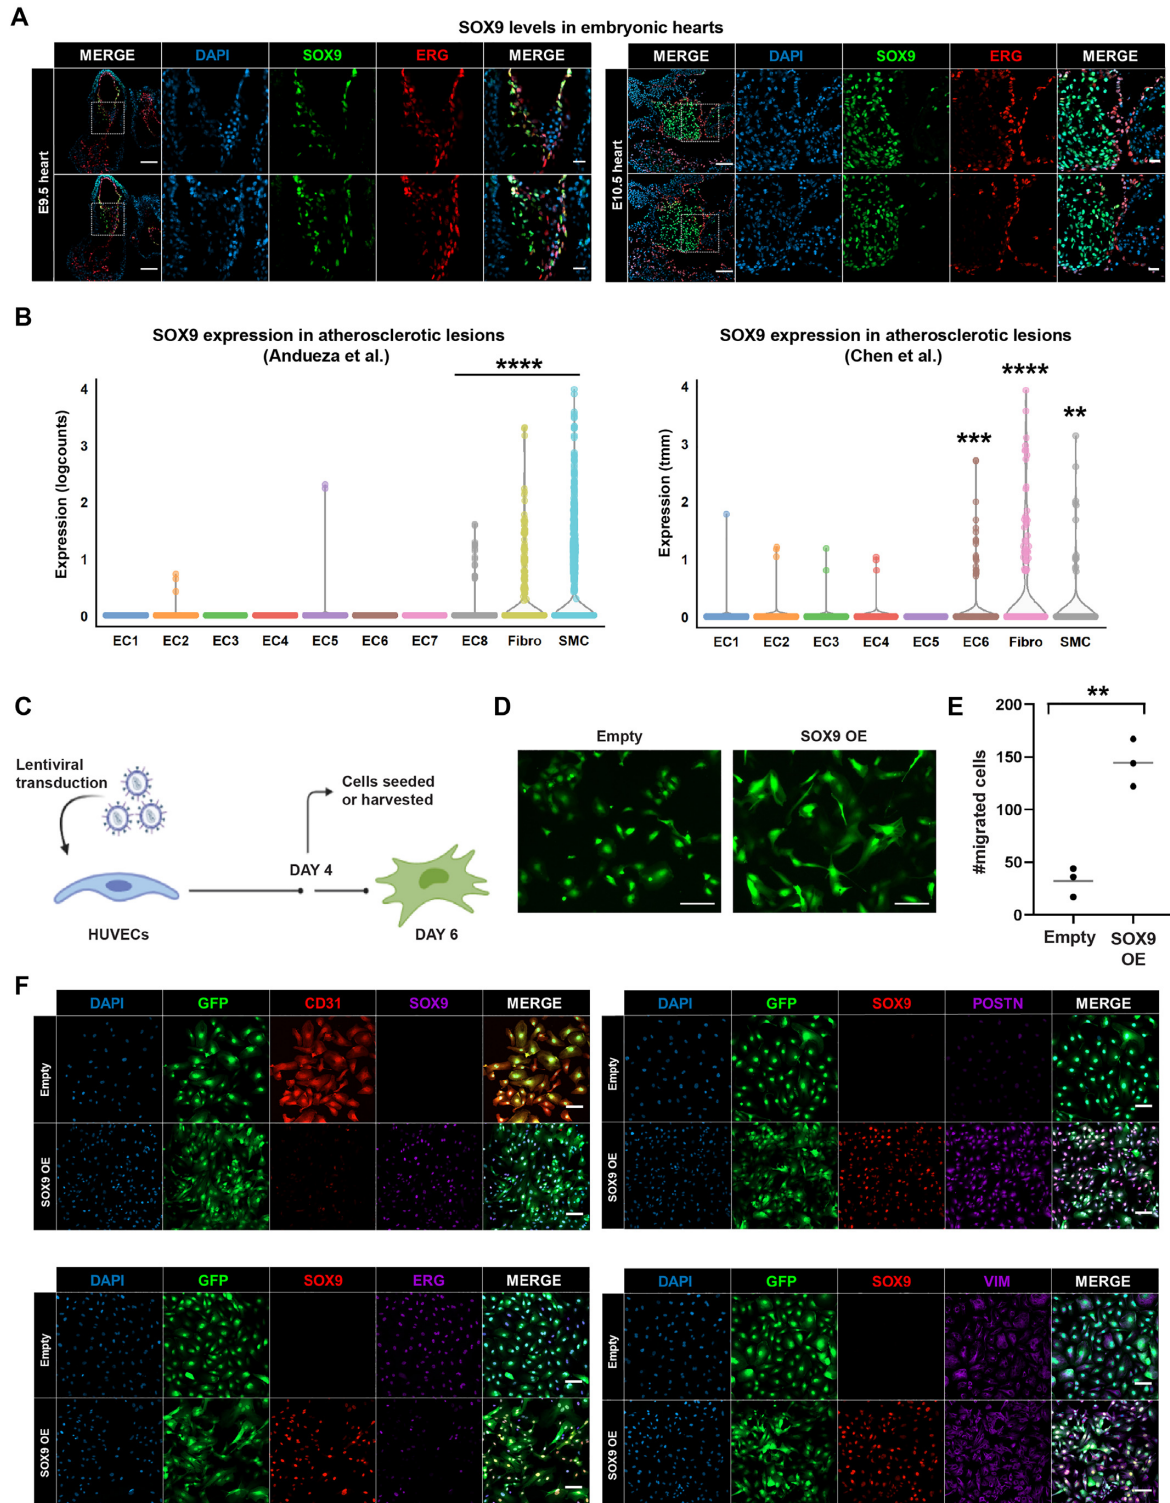 A
SOX9 levels in embryonic hearts
MERGE DAPI SOX9 ERG MERGE
E9.5 heart
MERGE DAPI SOX9 ERG MERGE
E10.5 heart
B
SOX9 expression in atherosclerotic lesions
(Andueza et al.)
****
Expression (logcounts)
4
3
2
1
0
EC1 EC2 EC3 EC4 EC5 EC6 EC7 EC8 Fibro SMC
SOX9 expression in atherosclerotic lesions
(Chen et al.)
****
**
***
Expression (tmm)
4
3
2
1
0
EC1 EC2 EC3 EC4 EC5 EC6 Fibro SMC
C
Lentiviral
transduction
Cells seeded
or harvested
DAY 4
HUVECs
DAY 6
D
Empty SOX9 OE
E
**
#migrated cells
200
150
100
50
0
Empty SOX9
OE
F
DAPI GFP CD31 SOX9 MERGE
Empty
SOX9 OE
DAPI GFP SOX9 POSTN MERGE
Empty
SOX9 OE
DAPI GFP SOX9 ERG MERGE
Empty
SOX9 OE
DAPI GFP SOX9 VIM MERGE
Empty
SOX9 OE